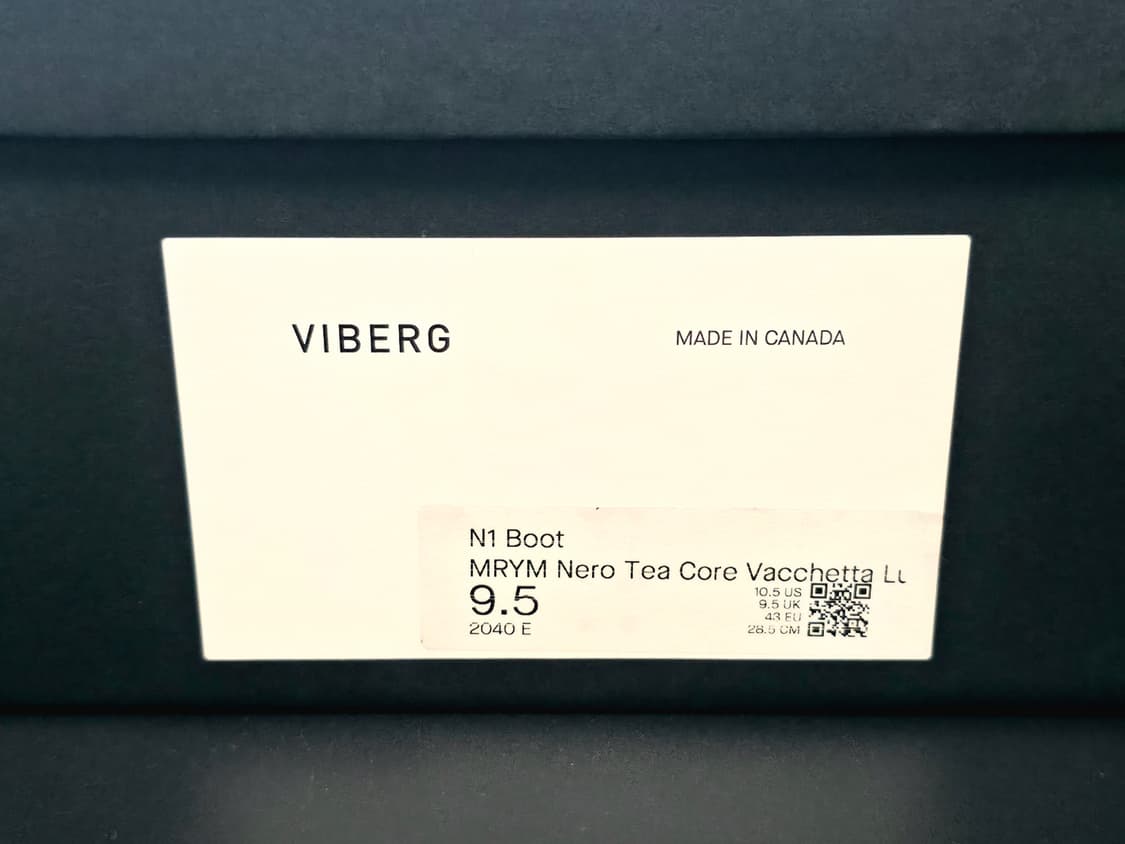 VIBERG
MADE IN CANADA
N1 Boot
MRYM Nero Tea Core Vacchetta
9.5
2040 E
10.5 US
9.5 UK
43 EU
28.5 CM